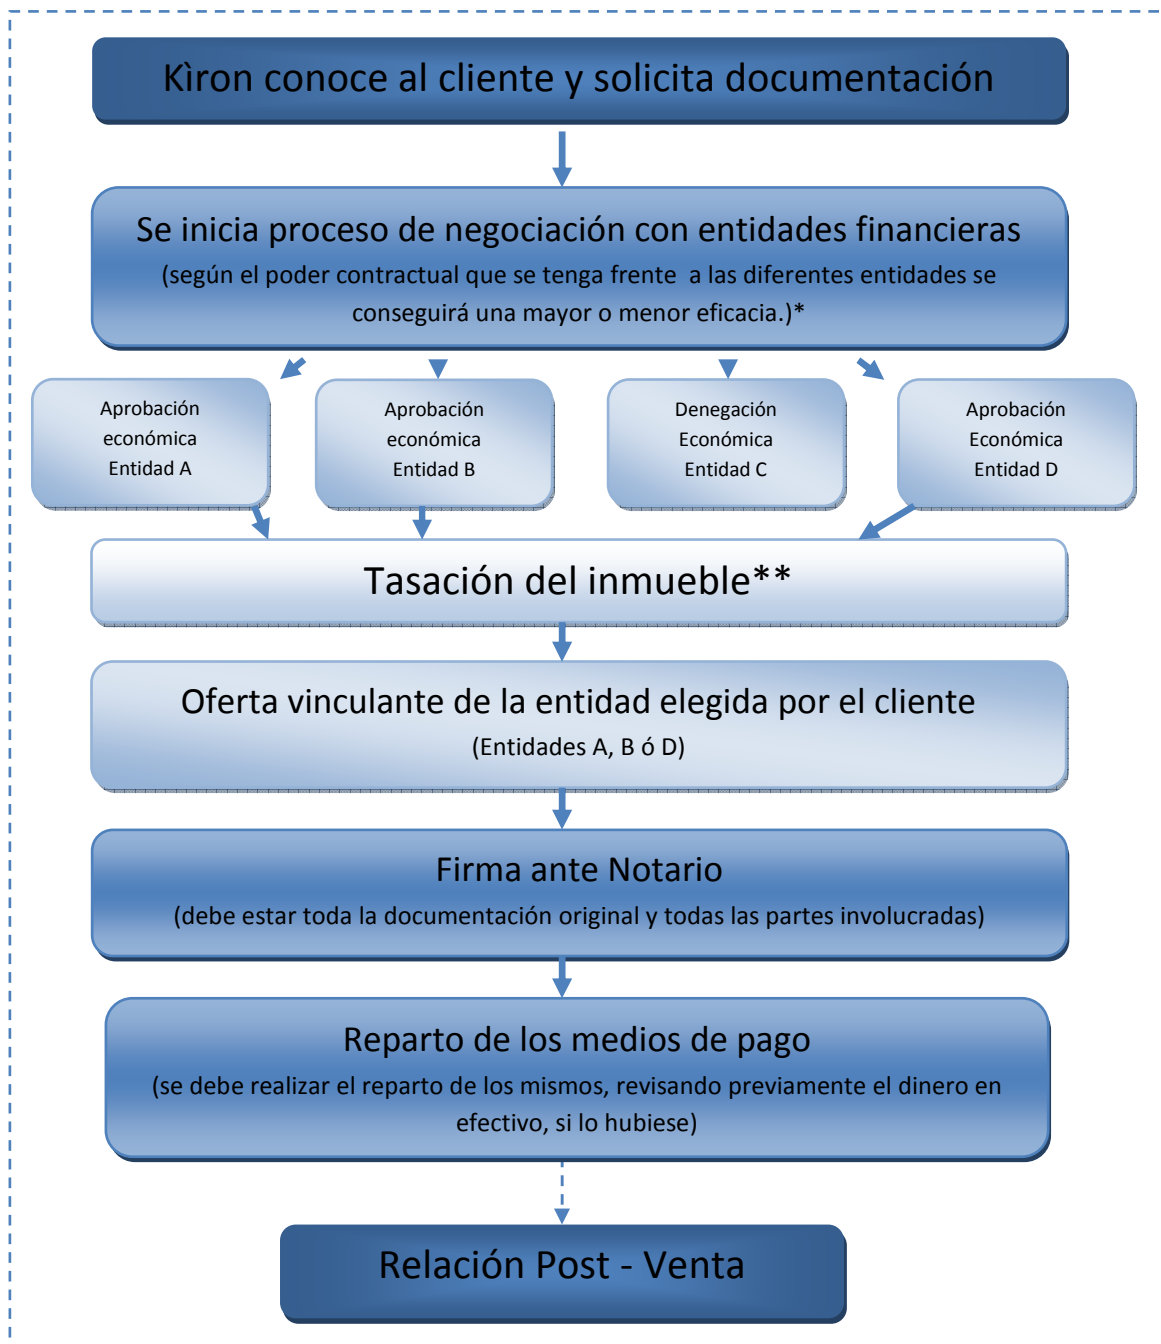 Kìron conoce al cliente y solicita documentación
Se inicia proceso de negociación con entidades financieras
(según el poder contractual que se tenga frente a las diferentes entidades se
conseguirá una mayor o menor eficacia.)*
Aprobación
económica
Entidad A
Aprobación
económica
Entidad B
Denegación
Económica
Entidad C
Aprobación
Económica
Entidad D
Tasación del inmueble**
Oferta vinculante de la entidad elegida por el cliente
(Entidades A, B ó D)
Firma ante Notario
(debe estar toda la documentación original y todas las partes involucradas)
Reparto de los medios de pago
(se debe realizar el reparto de los mismos, revisando previamente el dinero en
efectivo, si lo hubiese)
Relación Post - Venta